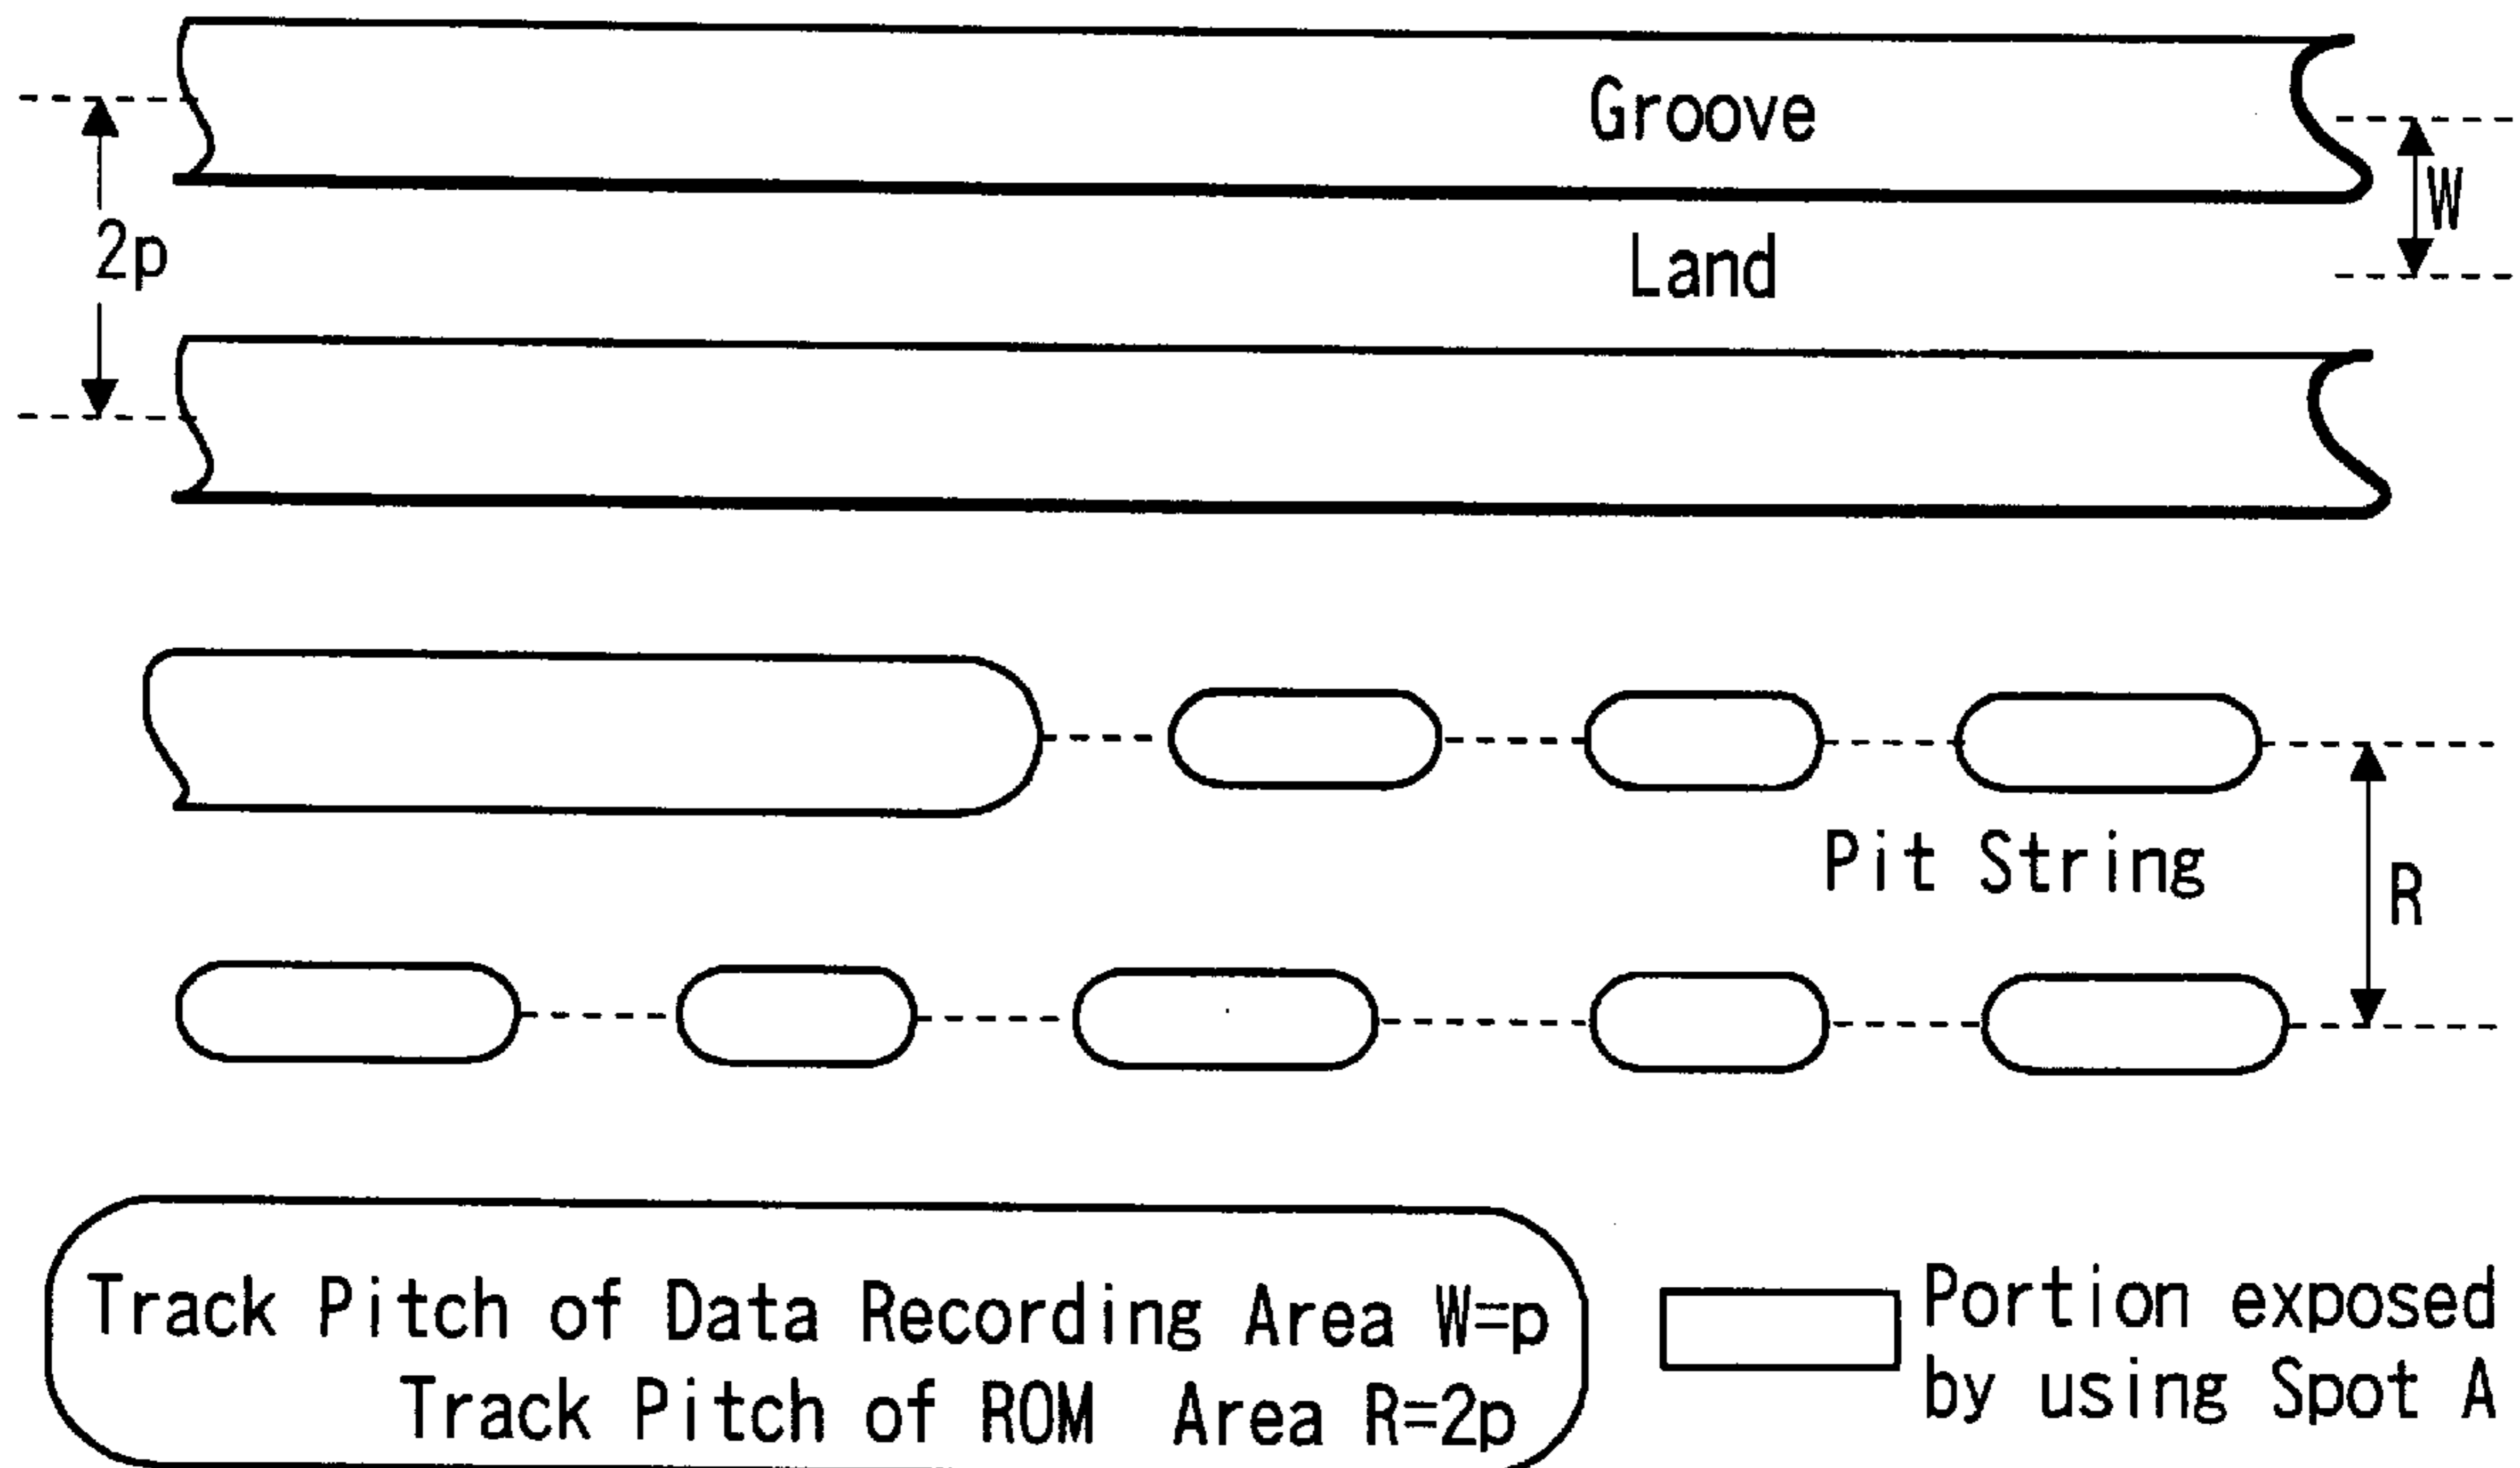 Groove
W
2p
Land
Pit String
R
Track Pitch of Data Recording Area W=p
Track Pitch of ROM Area R=2p
Portion exposed
by using Spot A